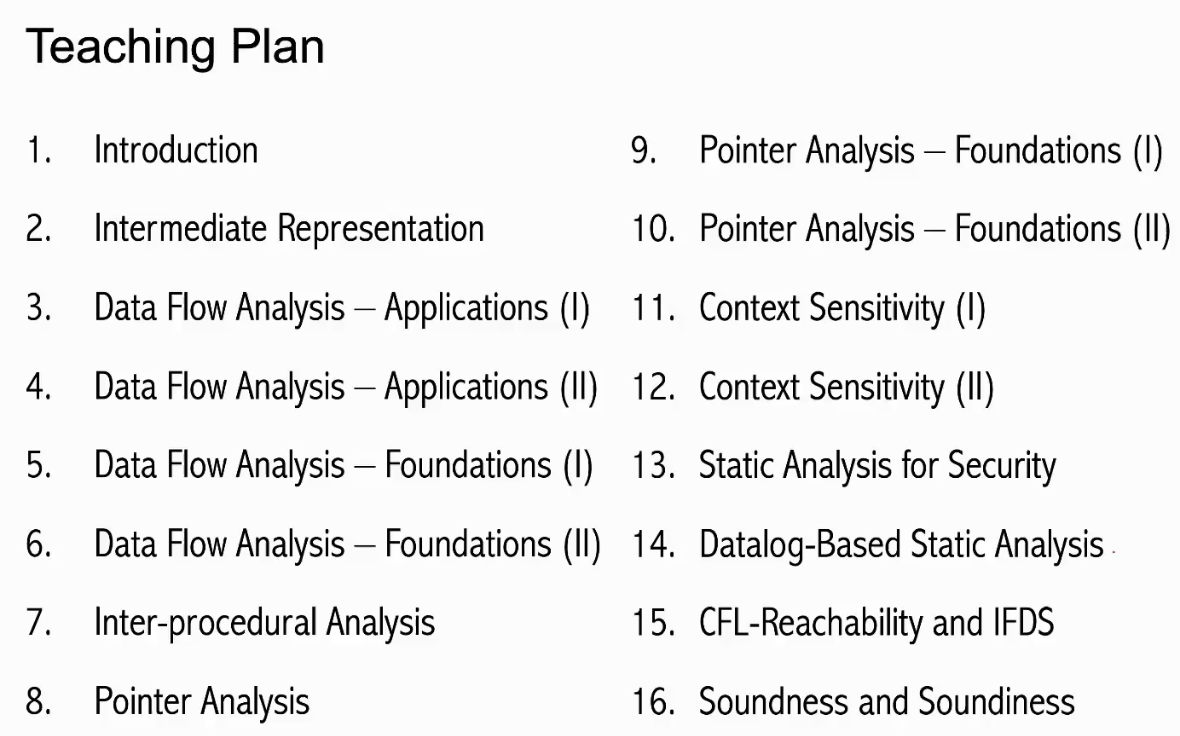 Teaching Plan
1. Introduction
2. Intermediate Representation
3. Data Flow Analysis – Applications (I)
4. Data Flow Analysis – Applications (II)
5. Data Flow Analysis – Foundations (I)
6. Data Flow Analysis – Foundations (II)
7. Inter-procedural Analysis
8. Pointer Analysis
9. Pointer Analysis – Foundations (I)
10. Pointer Analysis – Foundations (II)
11. Context Sensitivity (I)
12. Context Sensitivity (II)
13. Static Analysis for Security
14. Datalog-Based Static Analysis
15. CFL-Reachability and IFDS
16. Soundness and Soundiness